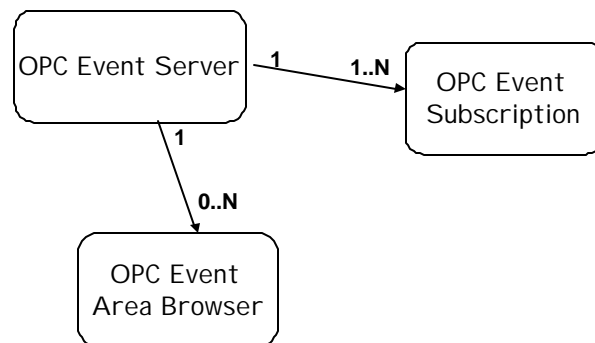 OPC Event Server
1
1..N
OPC Event
Subscription
1
0..N
OPC Event
Area Browser